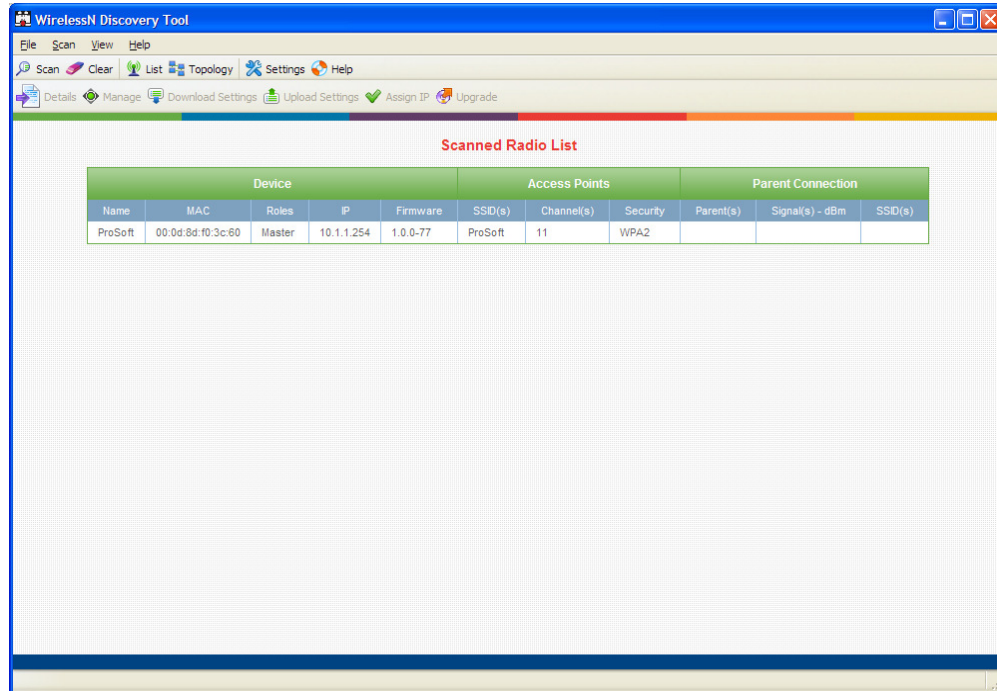 WirelessN Discovery Tool
File Scan View Help
Scan Clear List Topology Settings Help
Details Manage Download Settings Upload Settings Assign IP Upgrade
Scanned Radio List
Device Access Points Parent Connection
Name MAC Roles IP Firmware SSID(s) Channel(s) Security Parent(s) Signal(s) - dBm SSID(s)
ProSoft 00:0d:8d:f0:3c:60 Master 10.1.1.254 1.0.0-77 ProSoft 11 WPA2